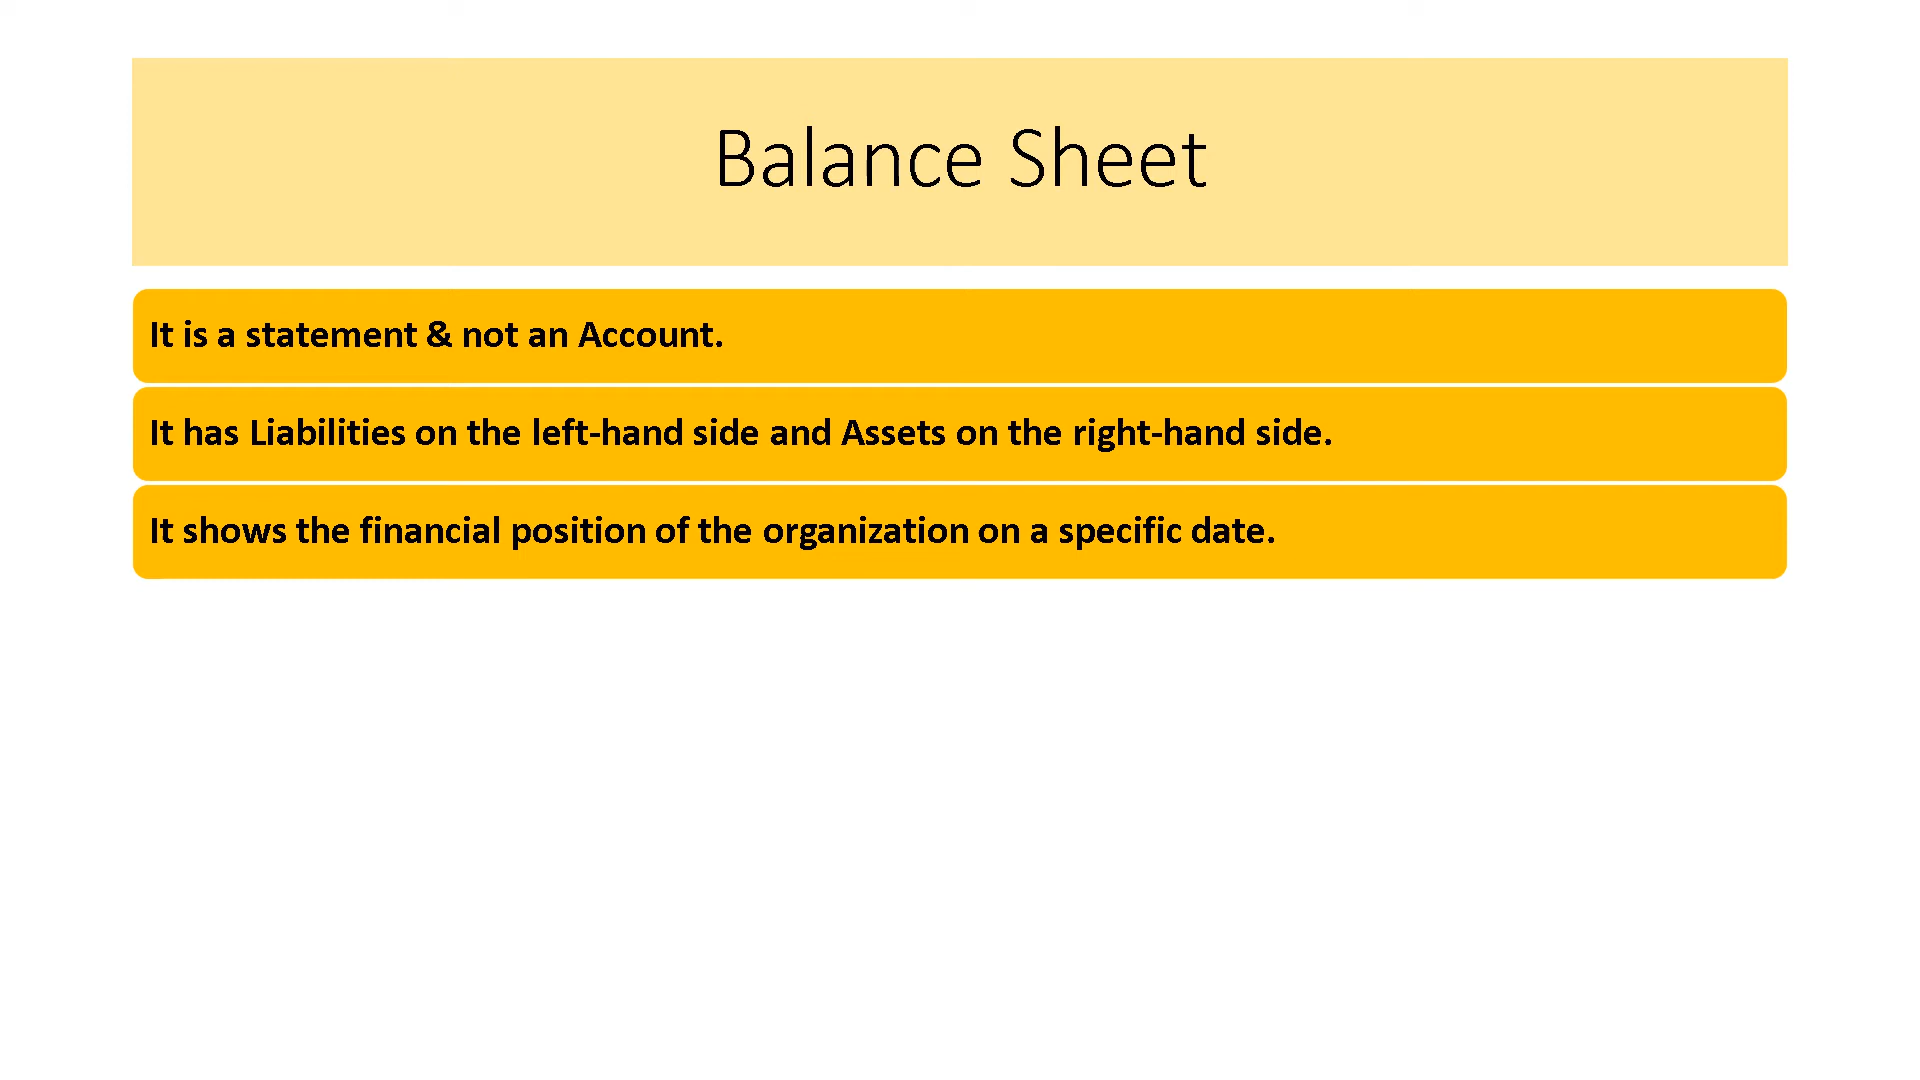 Balance Sheet
It is a statement & not an Account.
It has Liabilities on the left-hand side and Assets on the right-hand side.
It shows the financial position of the organization on a specific date.